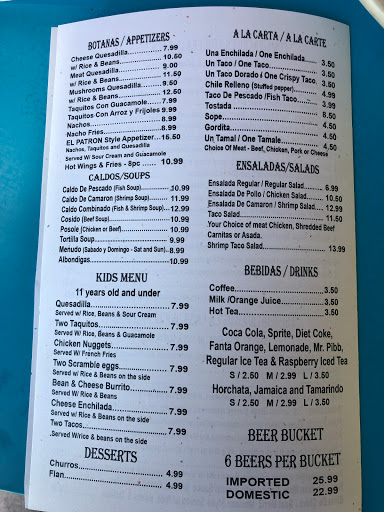 BOTANAS / APPETIZERS
Cheese Quesadilla 7.99
w/ Rice & Beans 10.50
Meat Quesadilla 9.00
w/ Rice & Beans 11.50
Mushrooms Quesadilla 9.50
w/ Rice & Beans 12.50
Taquitos Con Guacamole 7.99
Taquitos Con Arroz y Frijoles 9.99
Nachos 8.99
Nacho Fries 8.99
EL PATRON Style Appetizer 16.50
Nachos, Taquitos and Quesadilla
Served W/ Sour Cream and Guacamole
Hot Wings & Fries - 8pc 10.99
CALDOS/SOUPS
Caldo De Pescado (Fish Soup) 10.99
Caldo De Camaron (Shrimp Soup) 11.99
Caldo Combinado (Fish & Shrimp Soup) 12.99
Cosido (Beef Soup) 10.99
Posole (Chicken or Beef) 10.99
Tortilla Soup 9.99
Menudo (Sabado y Domingo - Sat and Sun) 8.99
Albondigas 10.99
KIDS MENU
11 years old and under
Quesadilla 7.99
Served w/ Rice, Beans & Sour Cream
Two Taquitos 7.99
Served W/ Rice, Beans & Guacamole
Chicken Nuggets 7.99
Served W/ French Fries
Two Scramble eggs 7.99
Served w/ Rice & Beans on the side
Bean & Cheese Burrito 7.99
Served W/ Rice & Beans
Cheese Enchilada 7.99
Served w/ Rice & Beans on the side
Two Tacos 7.99
Served W/rice & beans on the side
DESSERTS
Churros 4.99
Flan 4.99
A LA CARTA / A LA CARTE
Una Enchilada / One Enchilada 3.50
Un Taco / One Taco 3.50
Un Taco Dorado / One Crispy Taco 3.50
Chile Relleno (Stuffed pepper) 4.99
Taco De Pescado /Fish Taco 3.99
Tostada 8.50
Sope
Gordita
Un Tamal / One Tamale 3.50
Choice Of Meat - Beef, Chicken, Pork or Cheese
ENSALADAS/SALADS
Ensalada Regular / Regular Salad 6.99
Ensalada De Pollo / Chicken Salad 10.50
Ensalada De Camaron / Shrimp Salad 12.99
Taco Salad 11.50
Your Choice of meat Chicken, Shredded Beef
Carnitas or Asada.
Shrimp Taco Salad 13.99
BEBIDAS / DRINKS
Coffee 3.50
Milk /Orange Juice 3.50
Hot Tea 3.50
Coca Cola, Sprite, Diet Coke,
Fanta Orange, Lemonade, Mr. Pibb,
Regular Ice Tea & Raspberry Iced Tea
S / 2.50 M / 2.99 L / 3.50
Horchata, Jamaica and Tamarindo
S / 2.50 M / 2.99 L / 3.50
BEER BUCKET
6 BEERS PER BUCKET
IMPORTED 25.99
DOMESTIC 22.99